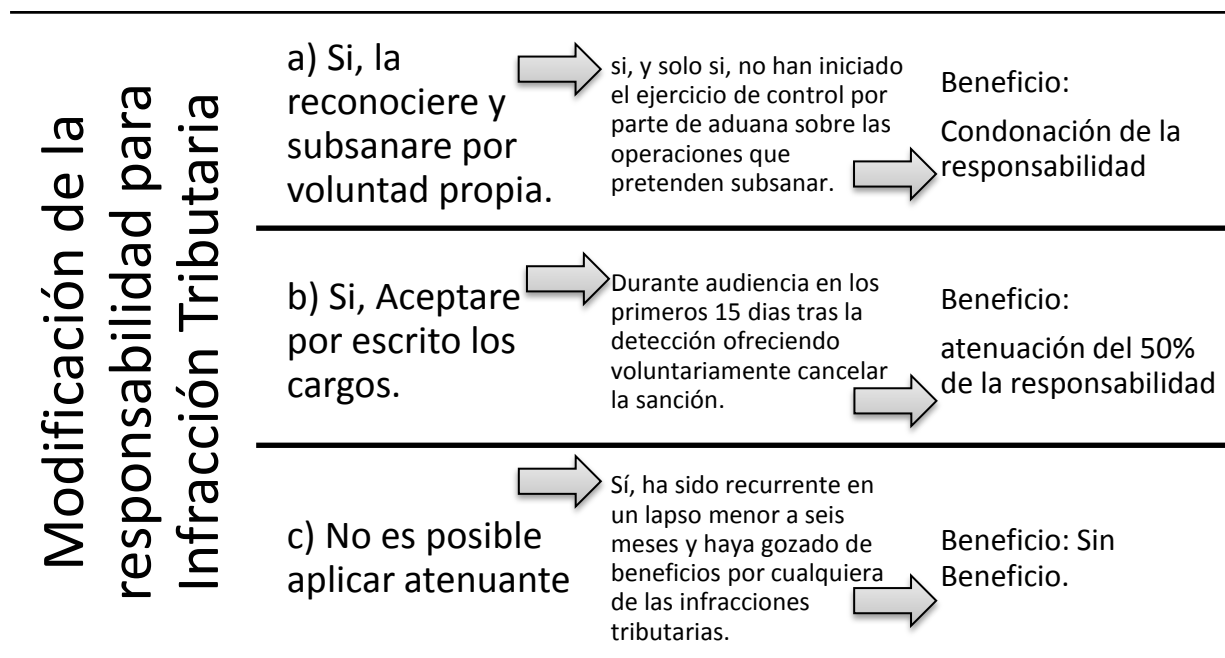 Modificación de la
responsabilidad para
Infracción Tributaria
a) Si, la
reconociere y
subsanare por
voluntad propia.
si, y solo si, no han iniciado
el ejercicio de control por
parte de aduana sobre las
operaciones que
pretenden subsanar.
Beneficio:
Condonación de la
responsabilidad
b) Si, Aceptare
por escrito los
cargos.
Durante audiencia en los
primeros 15 dias tras la
detección ofreciendo
voluntariamente cancelar
la sanción.
Beneficio:
atenuación del 50%
de la responsabilidad
c) No es posible
aplicar atenuante
Sí, ha sido recurrente en
un lapso menor a seis
meses y haya gozado de
beneficios por cualquiera
de las infracciones
tributarias.
Beneficio: Sin
Beneficio.